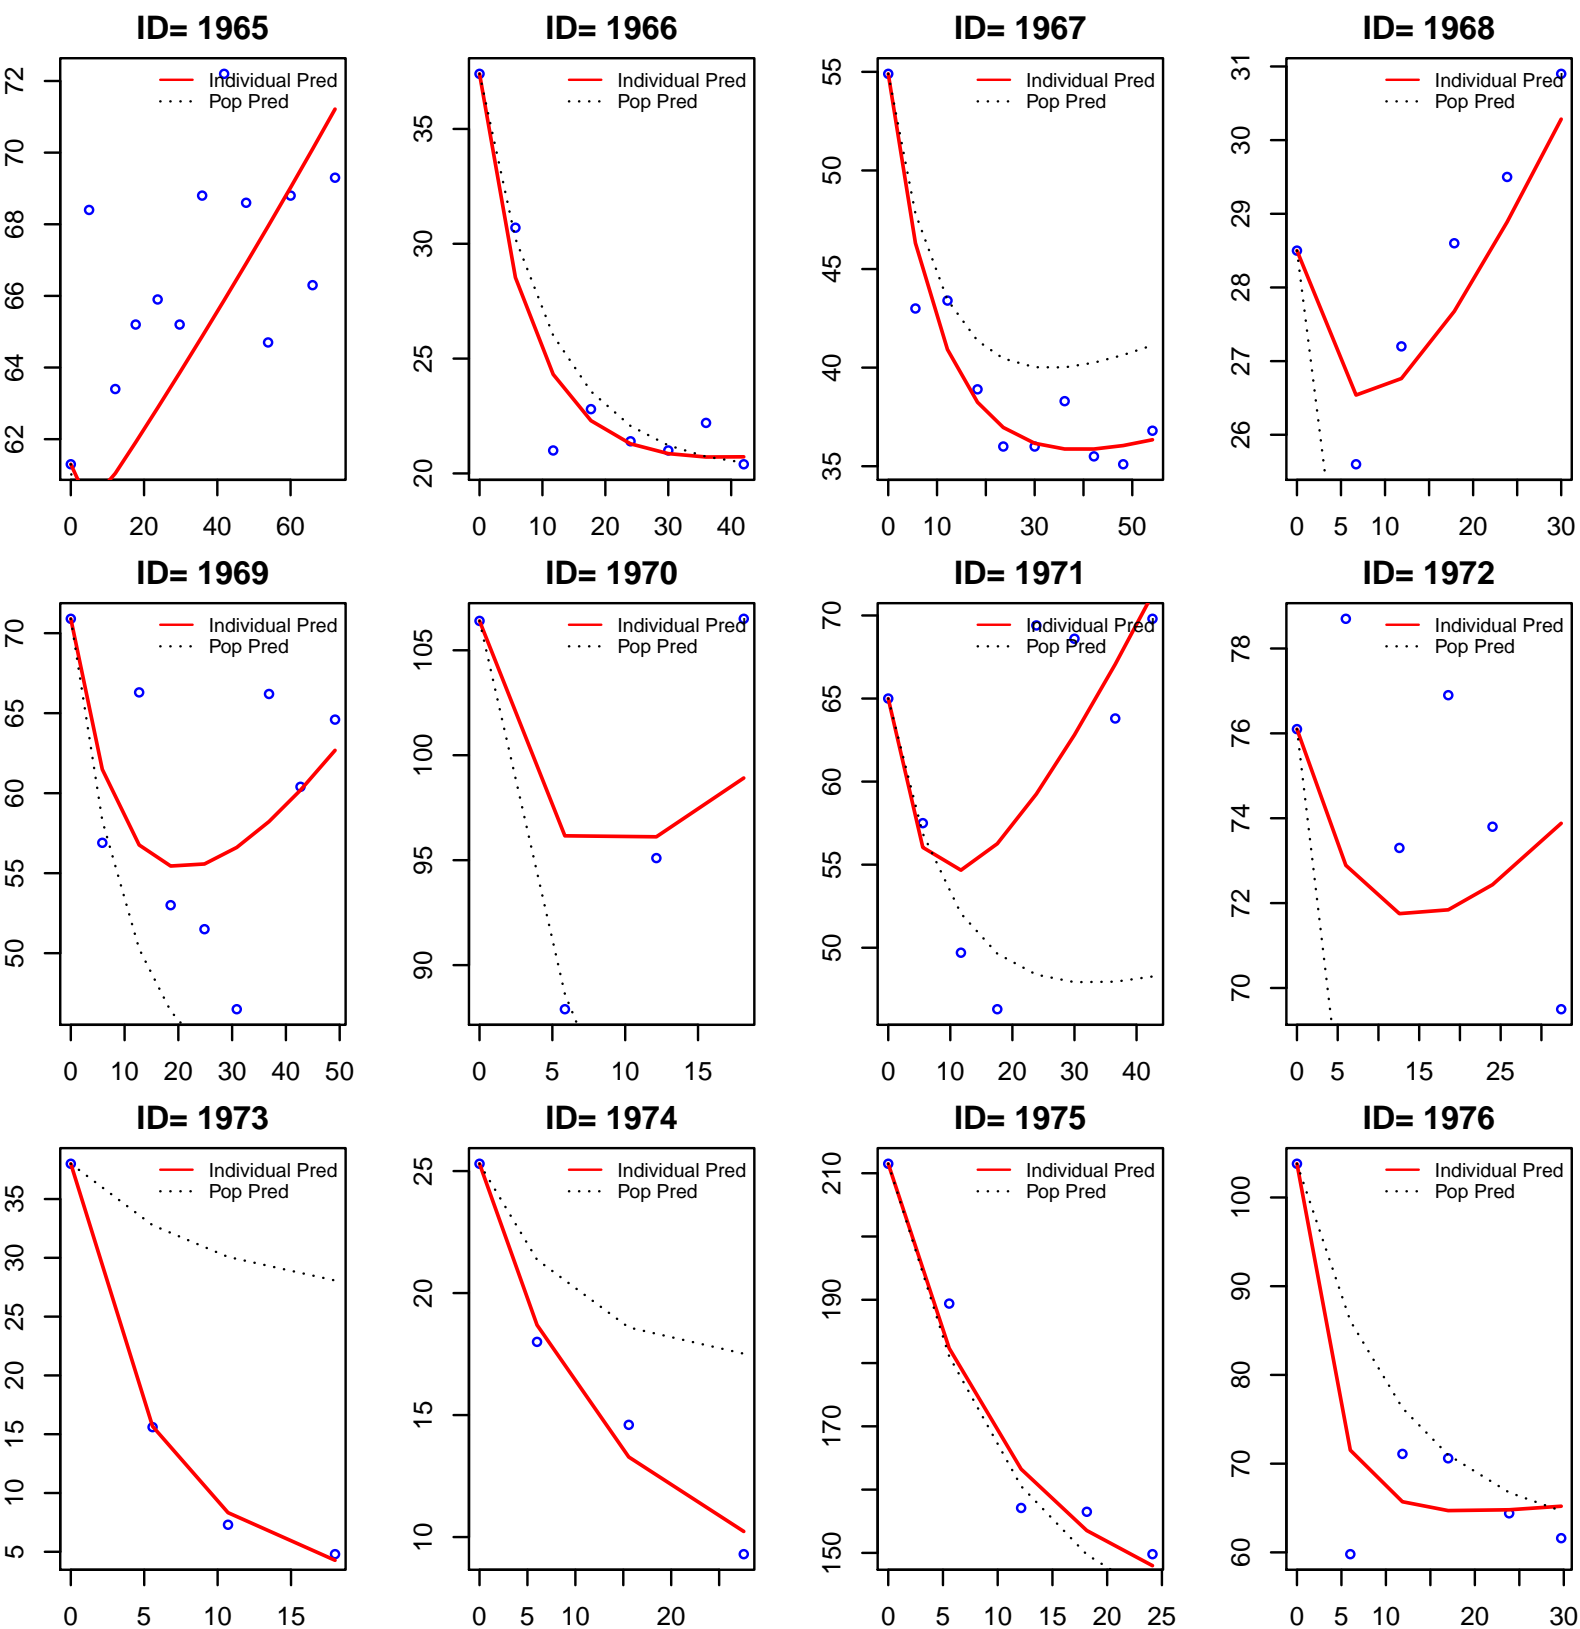 ID= 1965
Individual Pred
Pop Pred
62 64 66 68 70 72
0 20 40 60
ID= 1966
Individual Pred
Pop Pred
20 25 30 35
0 10 20 30 40
ID= 1967
Individual Pred
Pop Pred
35 40 45 50 55
0 10 30 50
ID= 1968
Individual Pred
Pop Pred
26 27 28 29 30 31
0 5 10 20 30
ID= 1969
Individual Pred
Pop Pred
50 55 60 65 70
0 10 20 30 40 50
ID= 1970
Individual Pred
Pop Pred
90 95 100 105
0 5 10 15
ID= 1971
Individual Pred
Pop Pred
50 55 60 65 70
0 10 20 30 40
ID= 1972
Individual Pred
Pop Pred
70 72 74 76 78
0 5 15 25
ID= 1973
Individual Pred
Pop Pred
5 10 15 20 25 30 35
0 5 10 15
ID= 1974
Individual Pred
Pop Pred
10 15 20 25
0 5 10 20
ID= 1975
Individual Pred
Pop Pred
150 170 190 210
0 5 10 15 20 25
ID= 1976
Individual Pred
Pop Pred
60 70 80 90 100
0 5 10 20 30